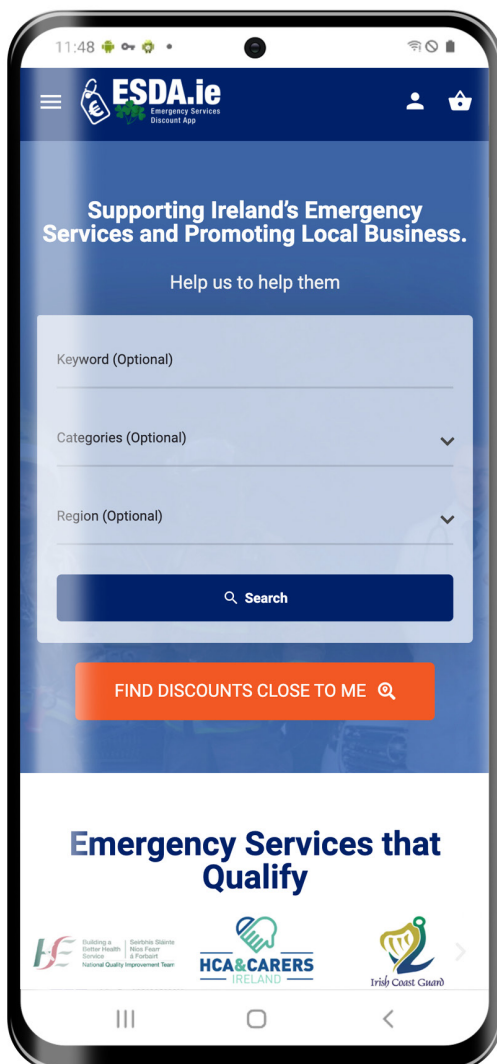 11:48
ESDA.ie
Emergency Services
Discount App
Supporting Ireland's Emergency
Services and Promoting Local Business.
Help us to help them
Keyword (Optional)
Categories (Optional)
Region (Optional)
Search
FIND DISCOUNTS CLOSE TO ME
Emergency Services that
Qualify
Building a
Better Health
Service
Seirbhís Sláinte
Níos Fearr
á Forbairt
National Quality Improvement Team
HCA&CARERS
IRELAND
Irish Coast Guard